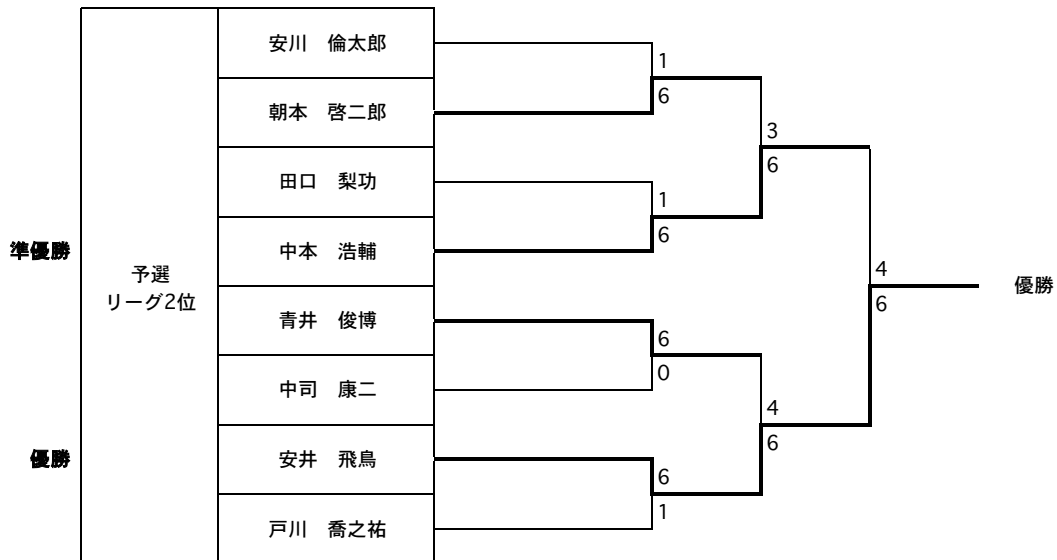 安川　倫太郎
1
6
朝本　啓二郎
3
6
田口　梨功
1
6
準優勝
中本　浩輔
予選
リーグ2位
4
6
優勝
青井　俊博
6
0
中司　康二
4
6
優勝
安井　飛鳥
6
1
戸川　喬之祐